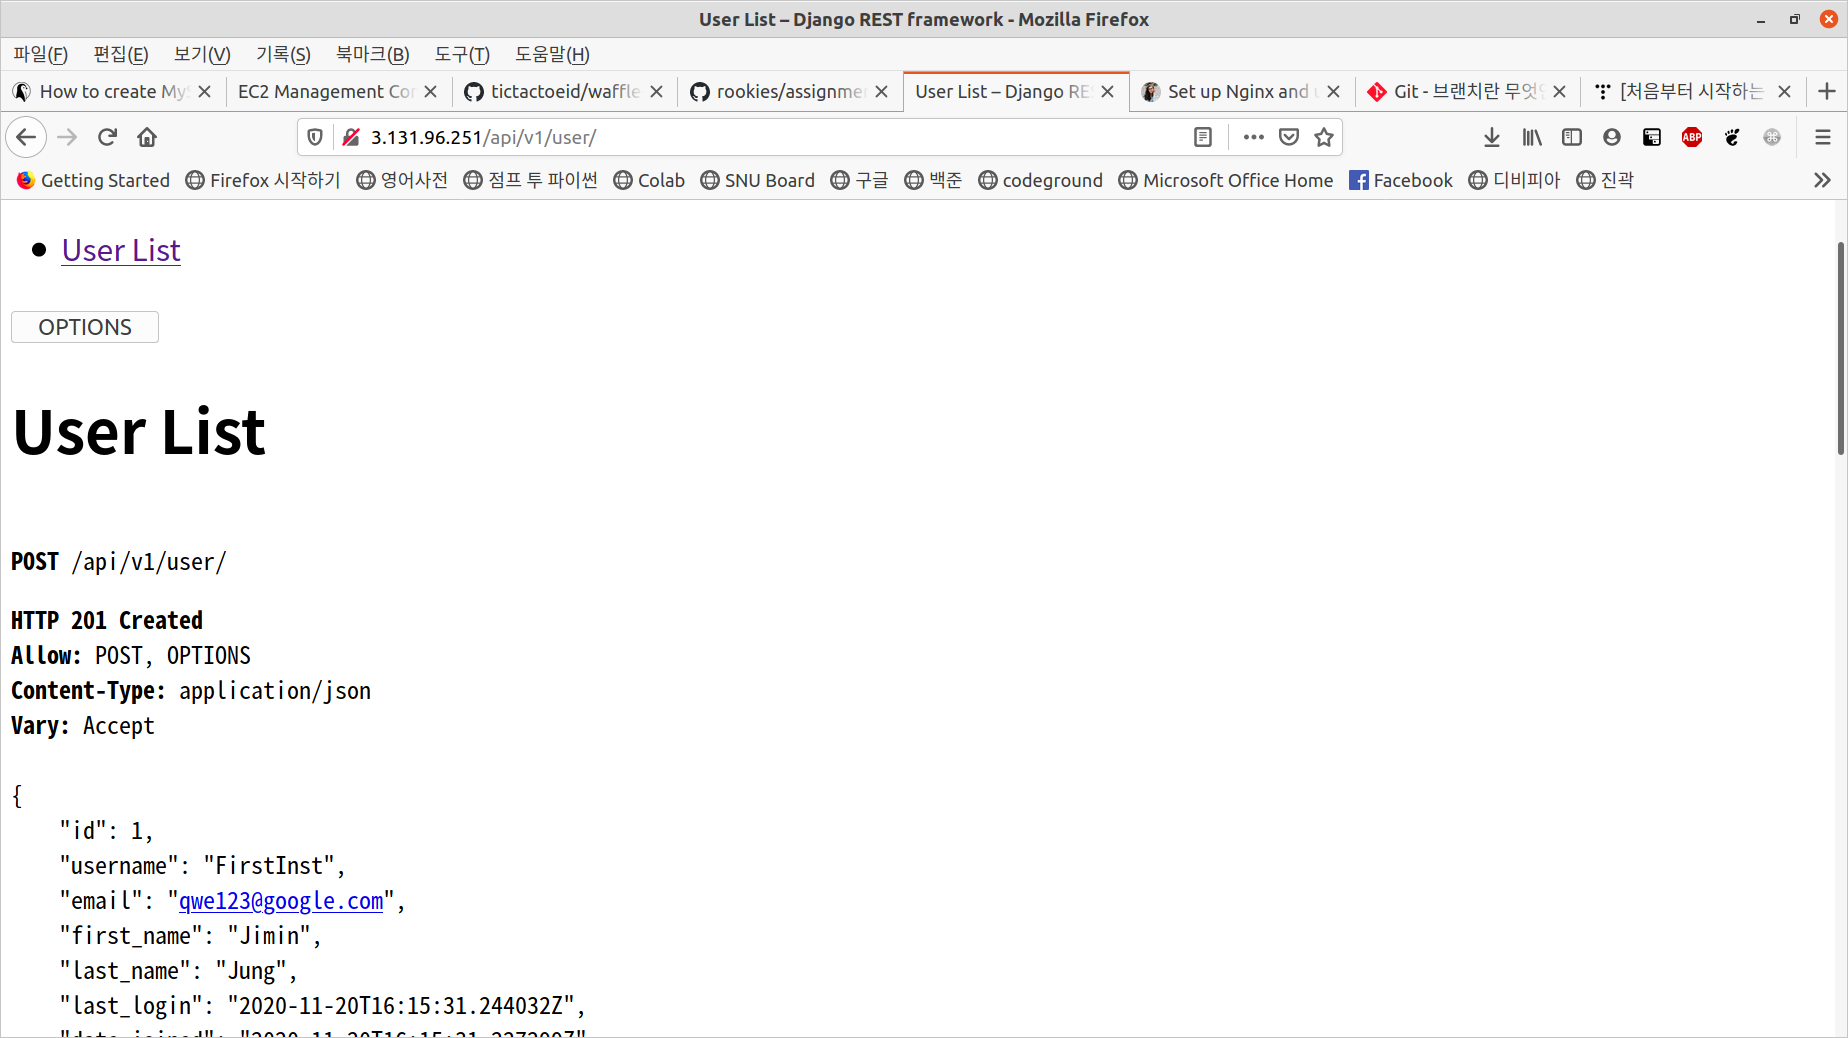 User List – Django REST framework - Mozilla Firefox
파일(F) 편집(E) 보기(V) 기록(S) 북마크(B) 도구(T) 도움말(H)
How to create My EC2 Management Con tictactoeid/waffle rookies/assignmen User List – Django RE Set up Nginx and u Git - 브랜치란 무엇인 [처음부터 시작하는
3.131.96.251/api/v1/user/
ABP
Getting Started Firefox 시작하기 영어사전 점프 투 파이썬 Colab SNU Board 구글 백준 codeground Microsoft Office Home Facebook 디비피아 진곽
User List
OPTIONS
User List
POST /api/v1/user/
HTTP 201 Created
Allow: POST, OPTIONS
Content-Type: application/json
Vary: Accept
{
"id": 1,
"username": "FirstInst",
"email": "qwe123@google.com",
"first_name": "Jimin",
"last_name": "Jung",
"last_login": "2020-11-20T16:15:31.244032Z",